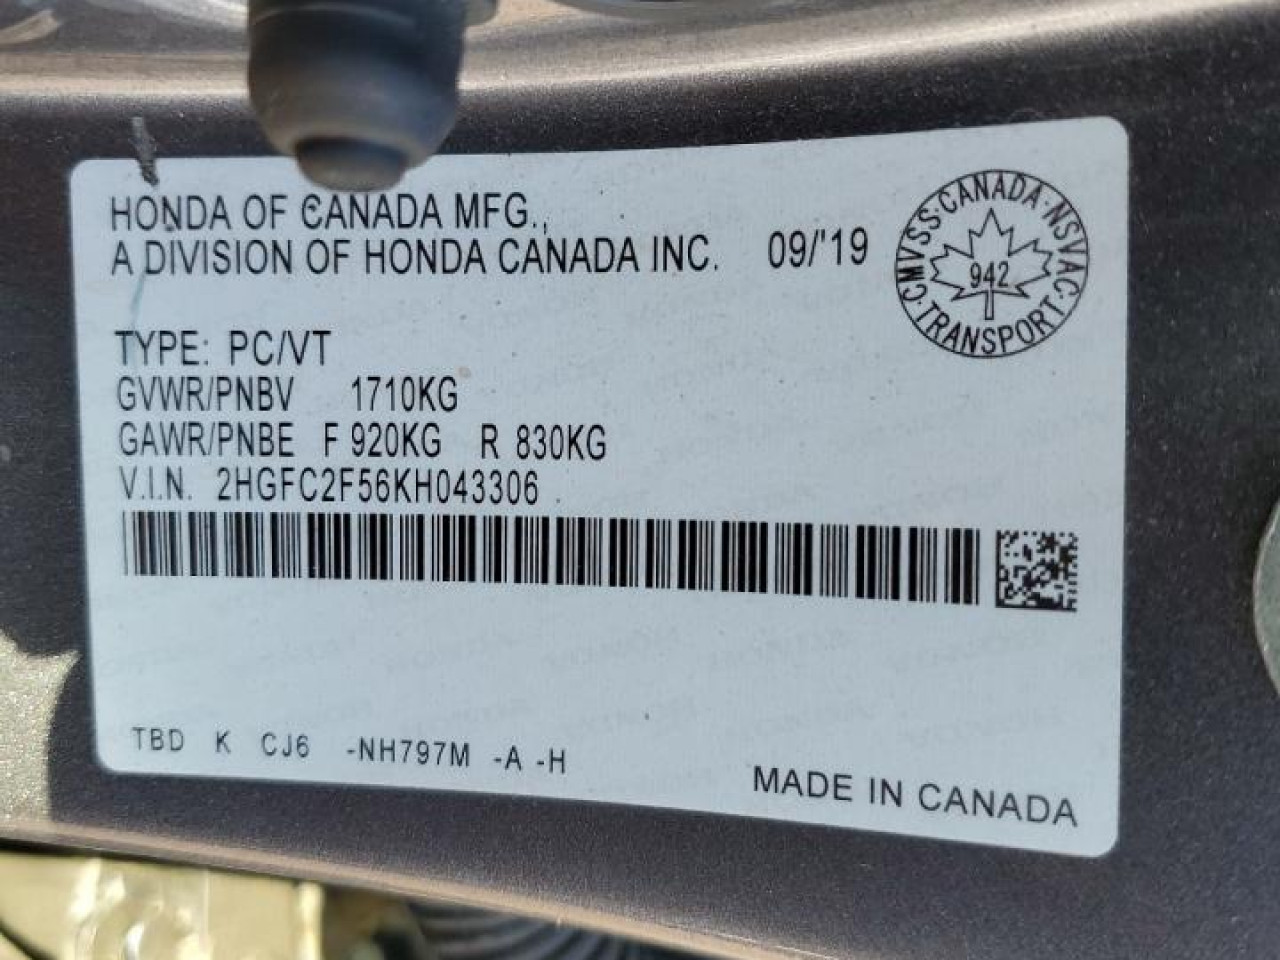 HONDA OF CANADA MFG.,
A DIVISION OF HONDA CANADA INC. 09/'19
CMVSS·CANADA·NSVAC·TRANSPORT·
942
TYPE: PC/VT
GVWR/PNBV 1710KG
GAWR/PNBE F 920KG R 830KG
V.I.N. 2HGFC2F56KH043306
TBD K CJ6 -NH797M -A -H
MADE IN CANADA